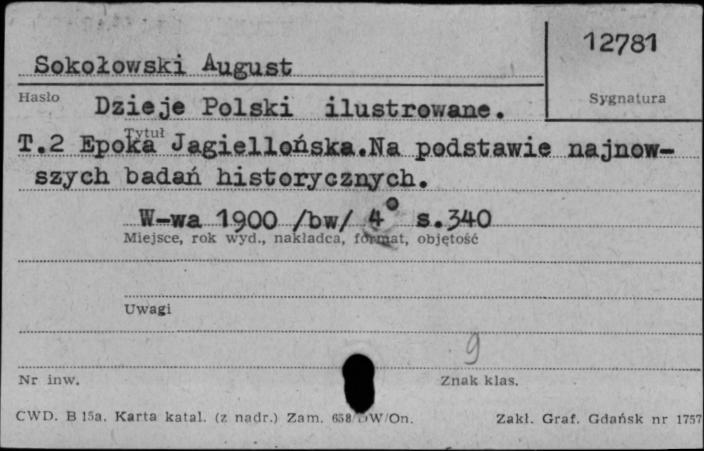 12781
Sokołowski August
Hasło
Sygnatura
Dzieje Polski ilustrowane.
Tytuł
T.2 Epoka Jagiellońska.Na podstawie najnow-
szych badań historycznych.
W-wa 1900 /bw/ 4° s.340
Miejsce, rok wyd., nakładca, format, objętość
Uwagi
9
Nr inw.
Znak klas.
CWD. B 15a. Karta katal. (z nadr.) Zam. 658/DW/On.
Zakł. Graf. Gdańsk nr 1757